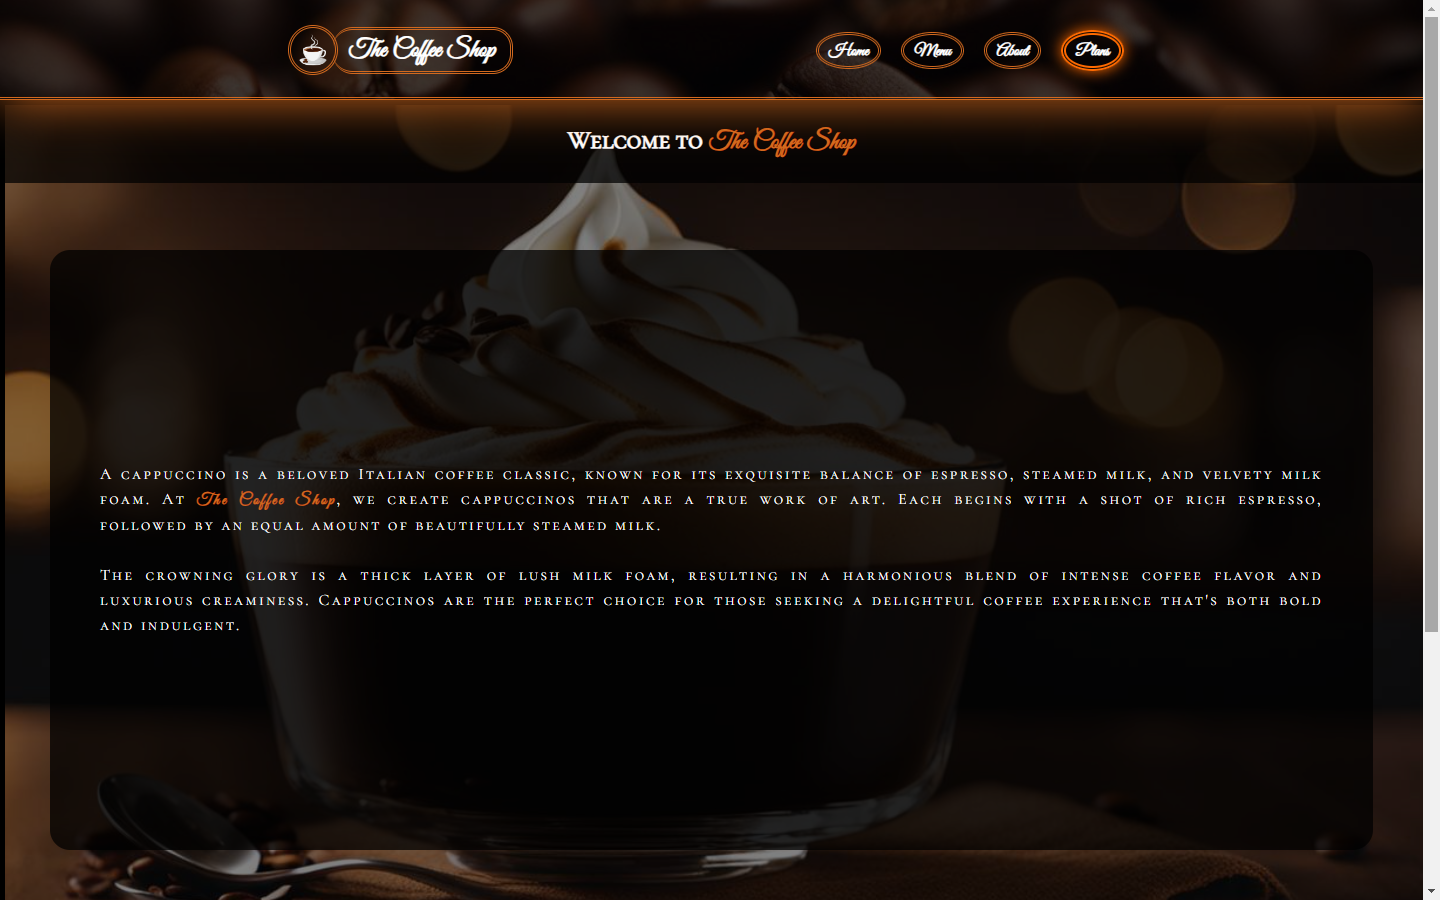 The Coffee Shop
Home Menu About Plans
Welcome to The Coffee Shop
A cappuccino is a beloved Italian coffee classic, known for its exquisite balance of espresso, steamed milk, and velvety milk
foam. At The Coffee Shop, we create cappuccinos that are a true work of art. Each begins with a shot of rich espresso,
followed by an equal amount of beautifully steamed milk.
The crowning glory is a thick layer of lush milk foam, resulting in a harmonious blend of intense coffee flavor and
luxurious creaminess. Cappuccinos are the perfect choice for those seeking a delightful coffee experience that's both bold
and indulgent.